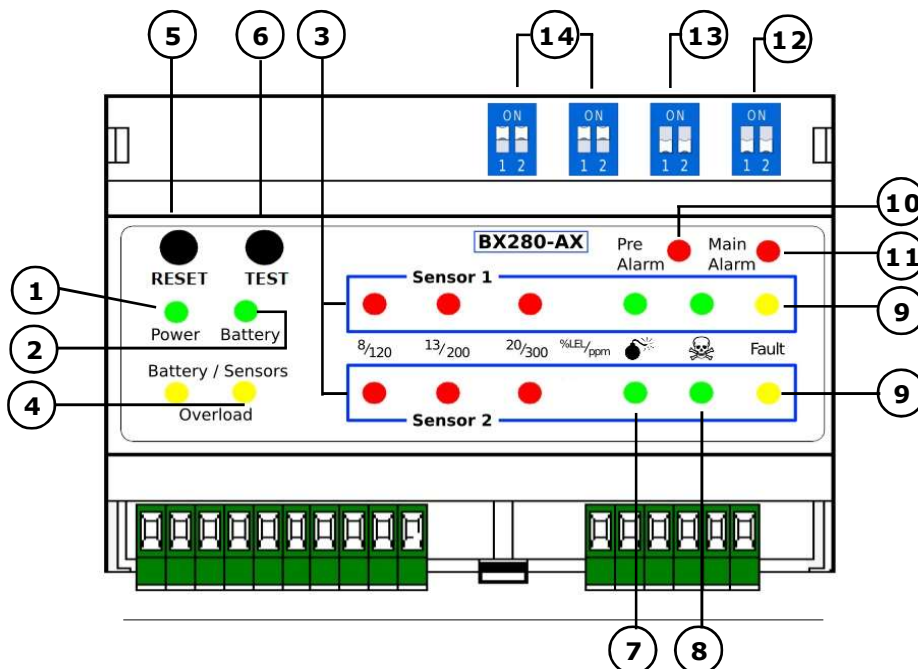 5 6 3 14 13 12
ON ON ON ON
1 2 1 2 1 2 1 2
10
BX280-AX Pre Alarm Main Alarm
11
RESET TEST Sensor 1
1 9
Power Battery
2
8/120 13/200 20/300 %LEL/ppm Fault
Battery / Sensors
4 9
Overload
Sensor 2
7 8